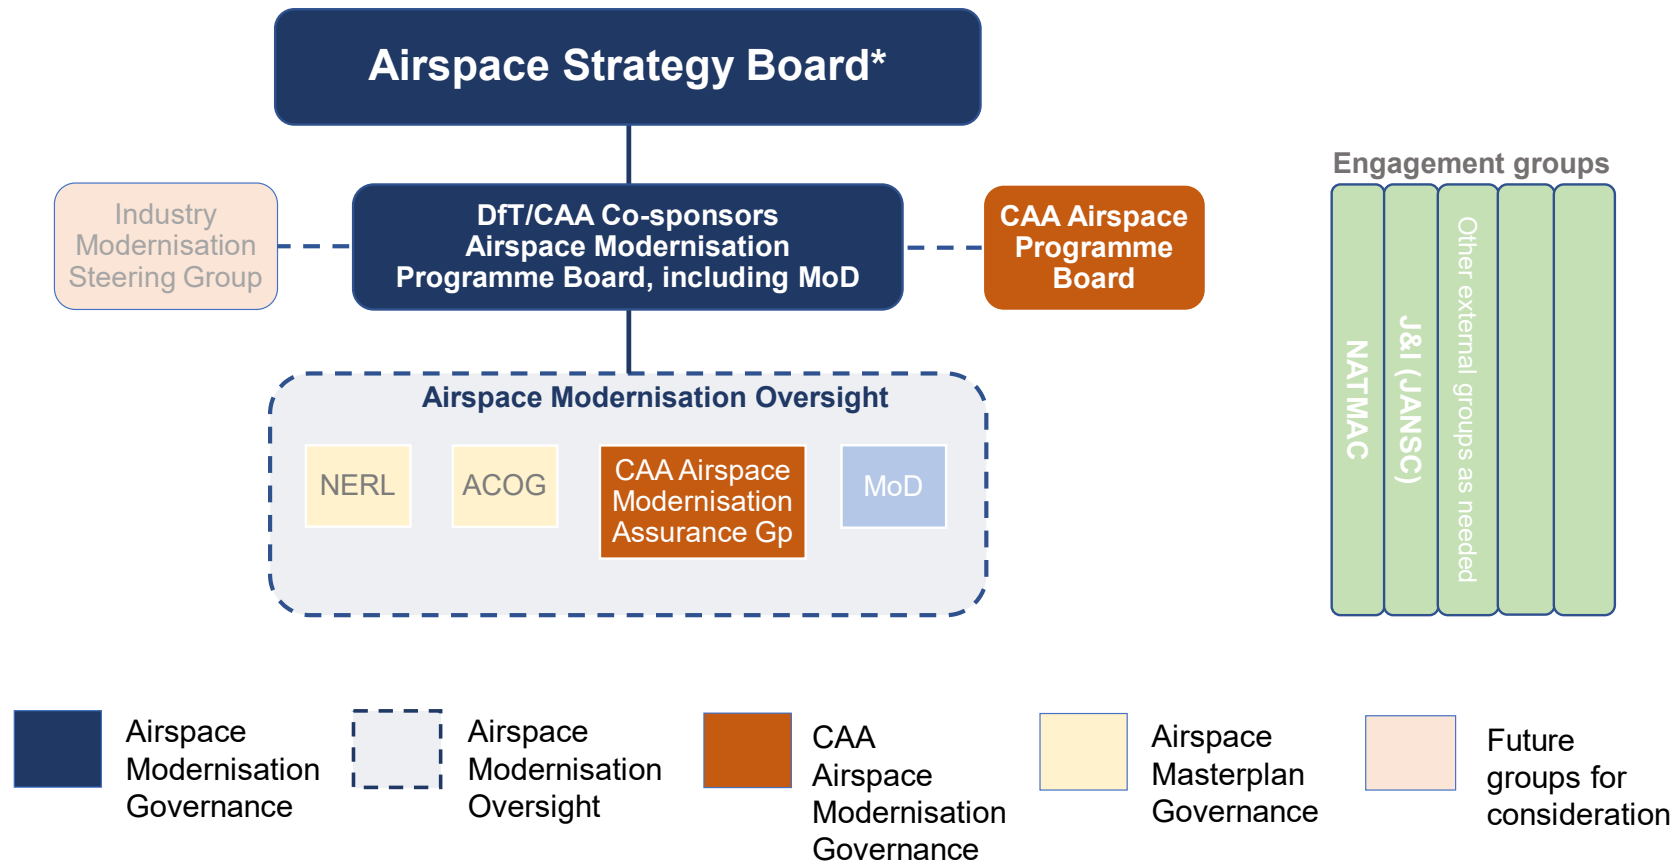 Airspace Strategy Board*
Industry
Modernisation
Steering Group
DfT/CAA Co-sponsors
Airspace Modernisation
Programme Board, including MoD
CAA Airspace
Programme
Board
Engagement groups
NATMAC
J&I (JANSC)
Other external groups as needed
Airspace Modernisation Oversight
NERL
ACOG
CAA Airspace
Modernisation
Assurance Gp
MoD
Airspace
Modernisation
Governance
Airspace
Modernisation
Oversight
CAA
Airspace
Modernisation
Governance
Airspace
Masterplan
Governance
Future
groups for
consideration